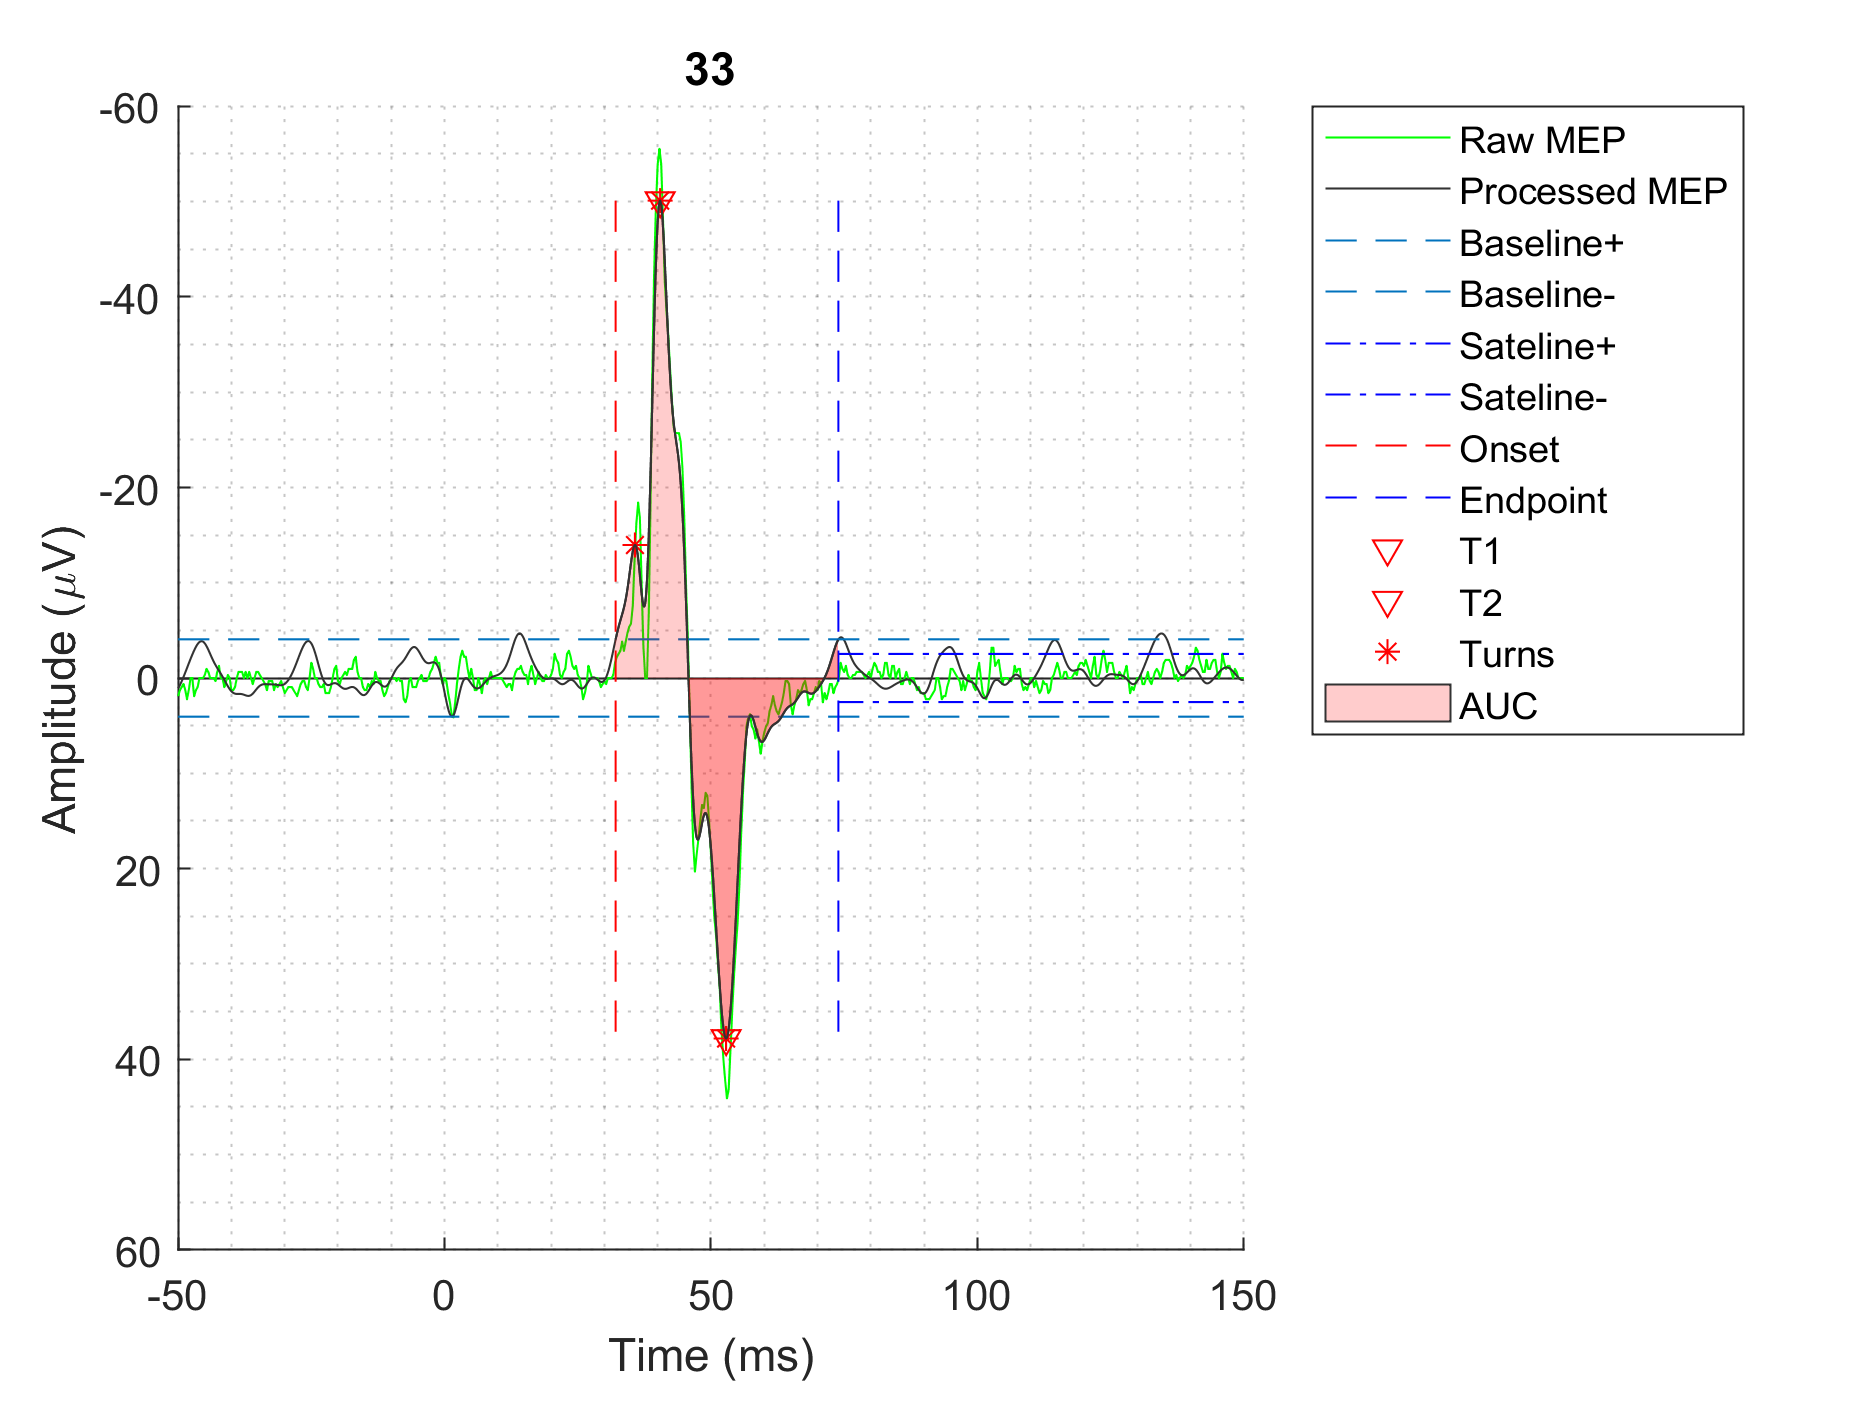 33
-60
-40
-20
0
20
40
60
-50
0
50
100
150
Amplitude (μV)
Time (ms)
Raw MEP
Processed MEP
Baseline+
Baseline-
Sateline+
Sateline-
Onset
Endpoint
T1
T2
Turns
AUC